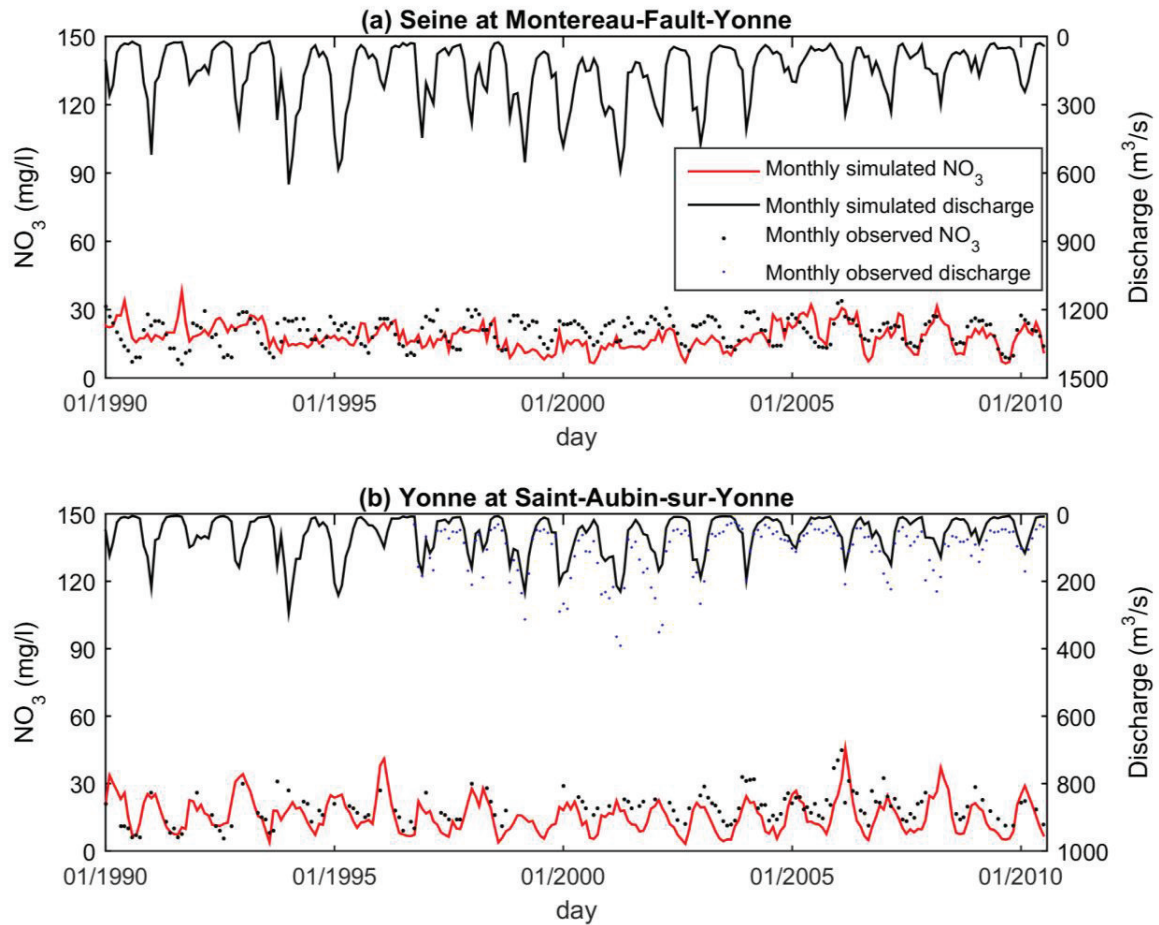 (a) Seine at Montereau-Fault-Yonne
150
120
90
60
30
0
NO3 (mg/l)
0
300
600
900
1200
1500
Discharge (m3/s)
Monthly simulated NO3
Monthly simulated discharge
Monthly observed NO3
Monthly observed discharge
01/1990 01/1995 01/2000 01/2005 01/2010
day
(b) Yonne at Saint-Aubin-sur-Yonne
150
120
90
60
30
0
NO3 (mg/l)
0
200
400
600
800
1000
Discharge (m3/s)
01/1990 01/1995 01/2000 01/2005 01/2010
day